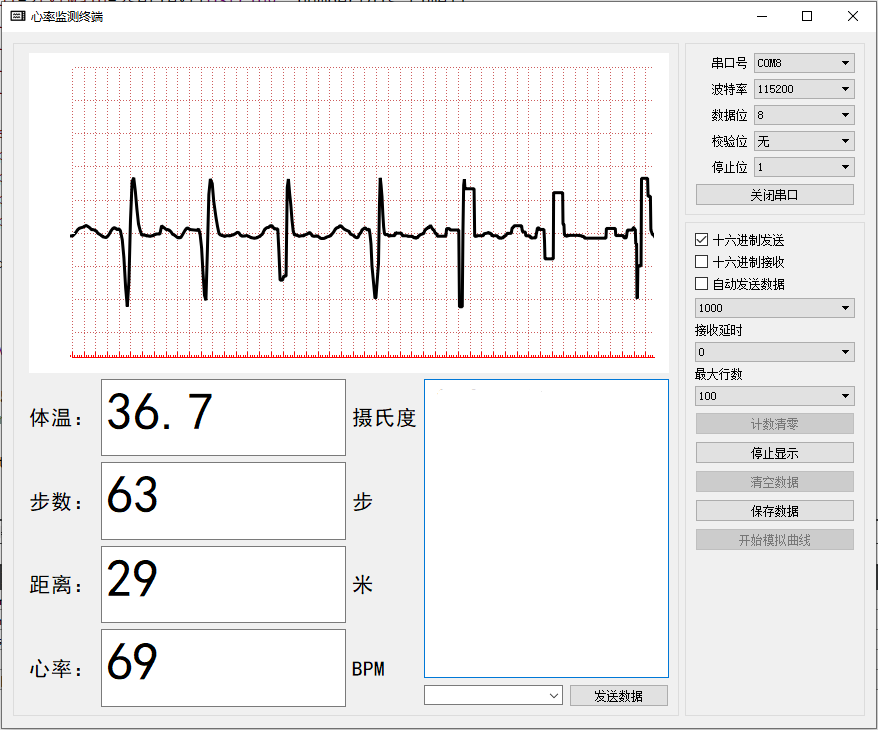 心率监测终端
串口号 COM8
波特率 115200
数据位 8
校验位 无
停止位 1
关闭串口
十六进制发送
十六进制接收
自动发送数据
1000
接收延时
0
最大行数
100
计数清零
停止显示
清空数据
保存数据
开始模拟曲线
体温: 36.7 摄氏度
步数: 63 步
距离: 29 米
心率: 69 BPM
发送数据